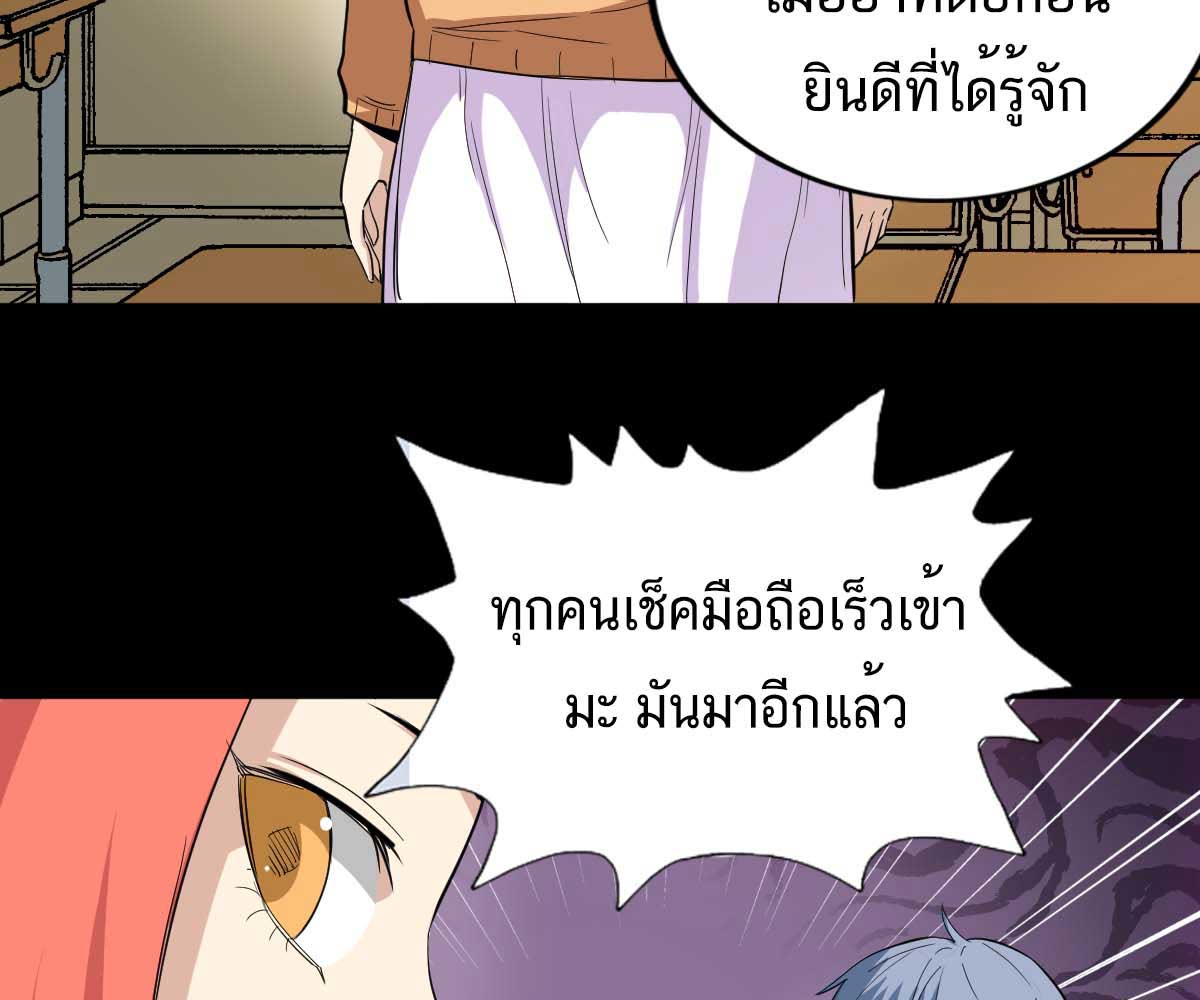 ยินดีที่ได้รู้จัก
ทุกคนเช็คมือถือเร็วเข้า
มะ มันมาอีกแล้ว